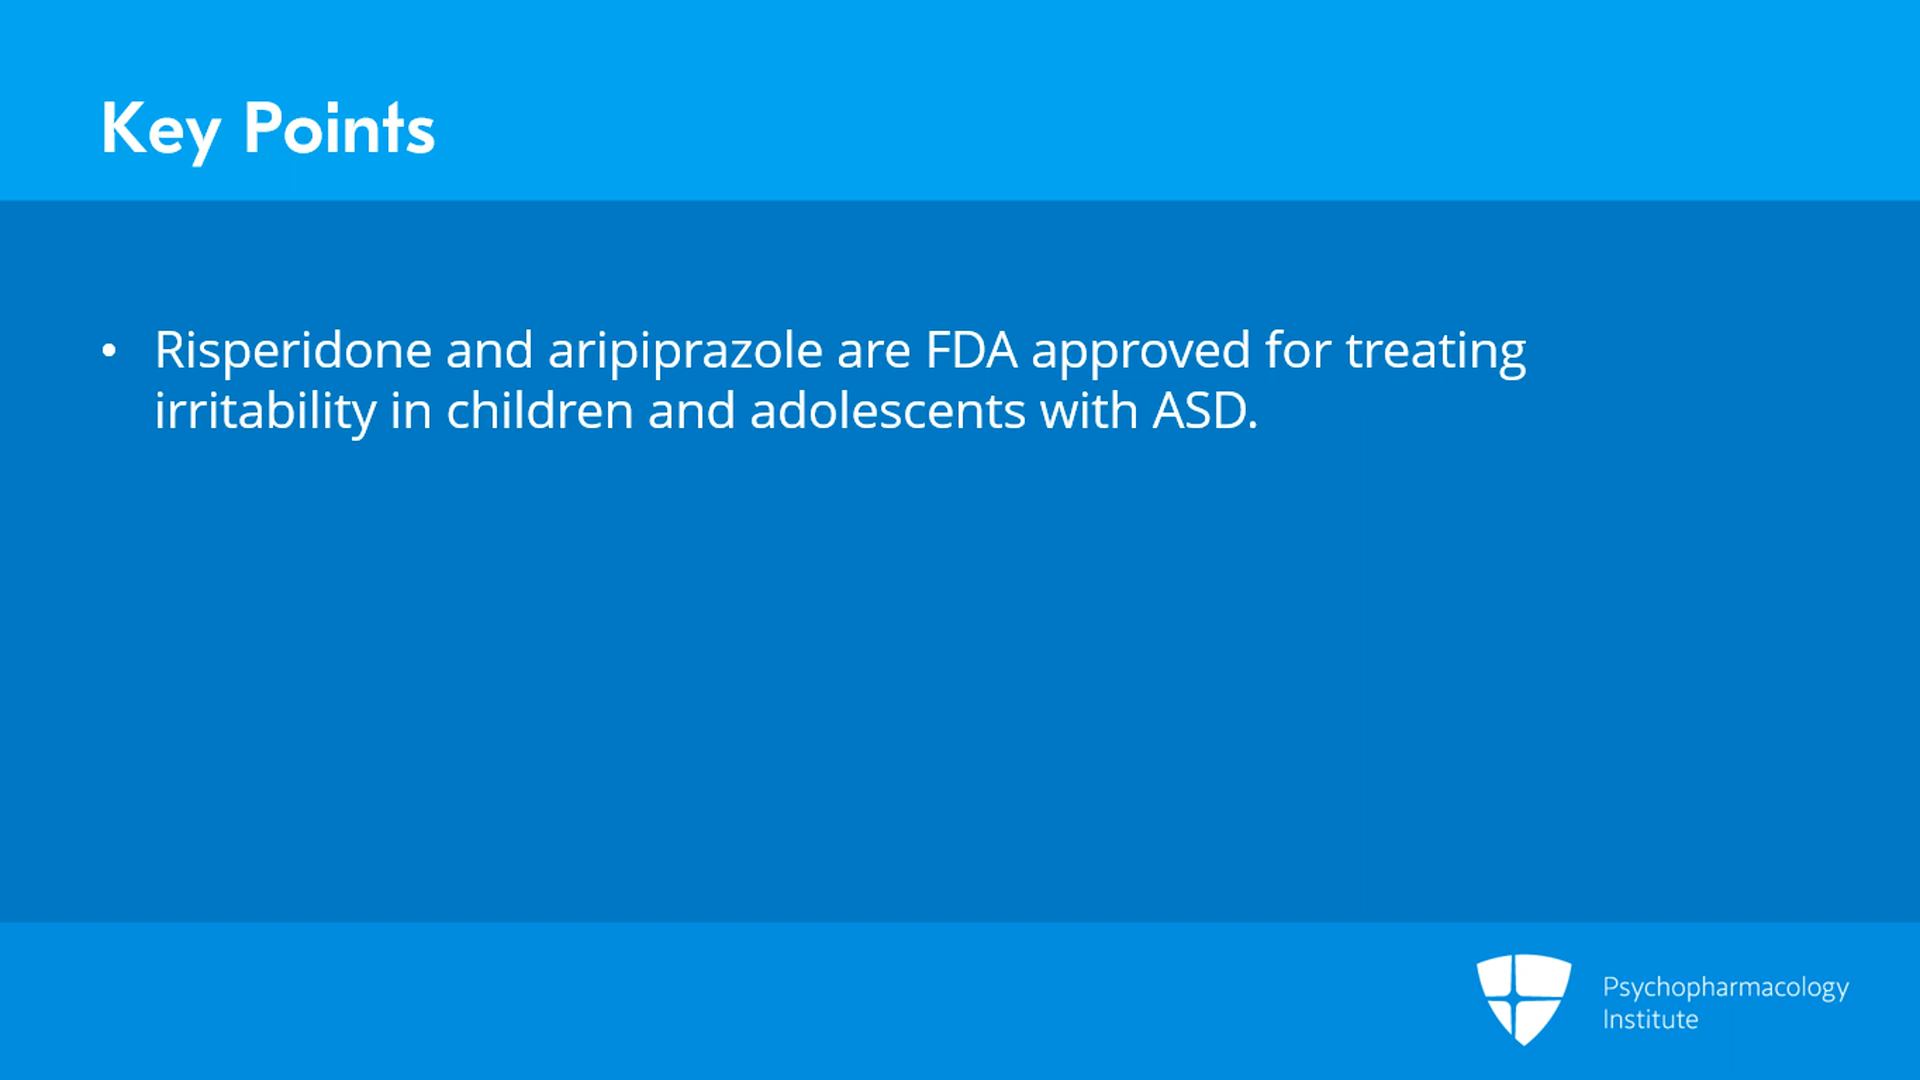 Key Points
• Risperidone and aripiprazole are FDA approved for treating
irritability in children and adolescents with ASD.
Psychopharmacology
Institute